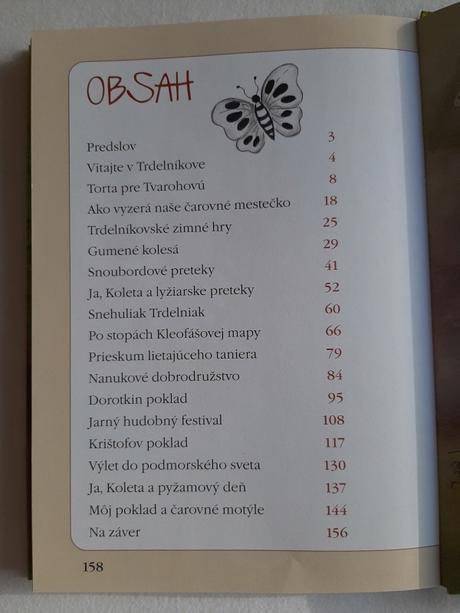 OBSAH
Predslov 3
Vitajte v Trdelníkove 4
Torta pre Tvarohovú 8
Ako vyzerá naše čarovné mestečko 18
Trdelníkovské zimné hry 25
Gumené kolesá 29
Snoubordové preteky 41
Ja, Koleta a lyžiarske preteky 52
Snehuliak Trdelniak 60
Po stopách Kleofášovej mapy 66
Prieskum lietajúceho taniera 79
Nanukové dobrodružstvo 84
Dorotkin poklad 95
Jarný hudobný festival 108
Krištofov poklad 117
Výlet do podmorského sveta 130
Ja, Koleta a pyžamový deň 137
Môj poklad a čarovné motýle 144
Na záver 156
158